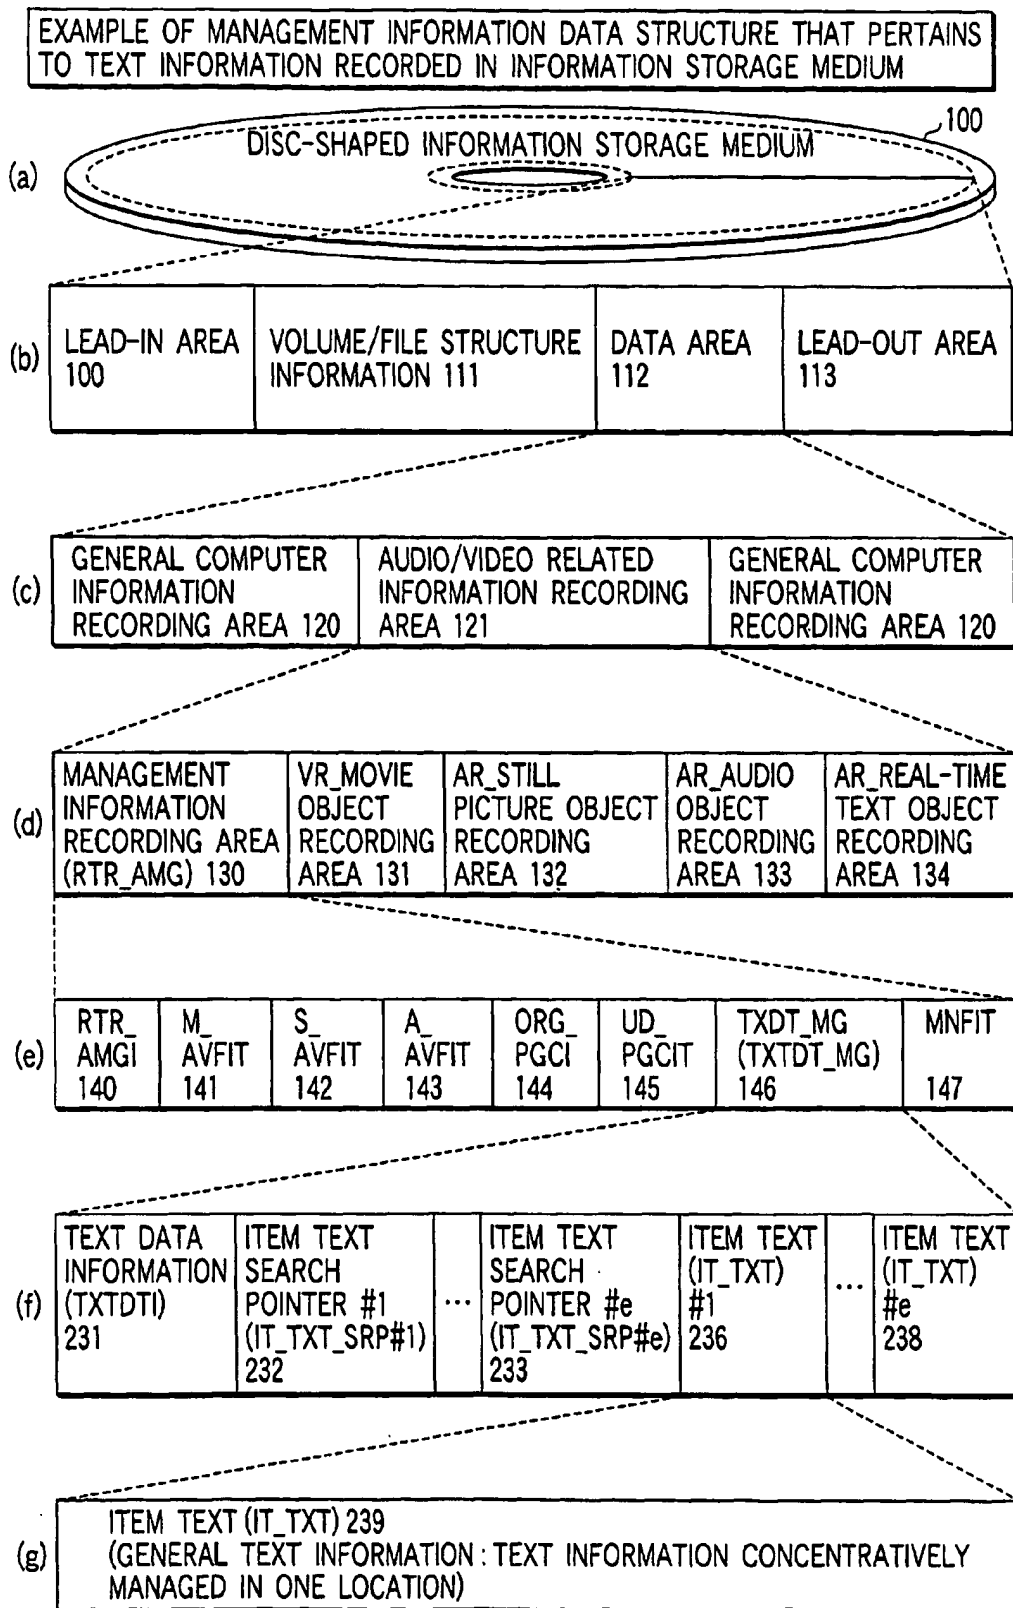 EXAMPLE OF MANAGEMENT INFORMATION DATA STRUCTURE THAT PERTAINS
TO TEXT INFORMATION RECORDED IN INFORMATION STORAGE MEDIUM
100
DISC-SHAPED INFORMATION STORAGE MEDIUM
(a)
(b)
LEAD-IN AREA
100
VOLUME/FILE STRUCTURE
INFORMATION 111
DATA AREA
112
LEAD-OUT AREA
113
(c)
GENERAL COMPUTER
INFORMATION
RECORDING AREA 120
AUDIO/VIDEO RELATED
INFORMATION RECORDING
AREA 121
GENERAL COMPUTER
INFORMATION
RECORDING AREA 120
(d)
MANAGEMENT
INFORMATION
RECORDING AREA
(RTR_AMG) 130
VR_MOVIE
OBJECT
RECORDING
AREA 131
AR_STILL
PICTURE OBJECT
RECORDING
AREA 132
AR_AUDIO
OBJECT
RECORDING
AREA 133
AR_REAL-TIME
TEXT OBJECT
RECORDING
AREA 134
(e)
RTR_
AMGI
140
M_
AVFIT
141
S_
AVFIT
142
A_
AVFIT
143
ORG_
PGCI
144
UD_
PGCIT
145
TXDT_MG
(TXTDT_MG)
146
MNFIT
147
(f)
TEXT DATA
INFORMATION
(TXTDTI)
231
ITEM TEXT
SEARCH
POINTER #1
(IT_TXT_SRP#1)
232
...
ITEM TEXT
SEARCH
POINTER #e
(IT_TXT_SRP#e)
233
ITEM TEXT
(IT_TXT)
#1
236
...
ITEM TEXT
(IT_TXT)
#e
238
(g)
ITEM TEXT (IT_TXT) 239
(GENERAL TEXT INFORMATION : TEXT INFORMATION CONCENTRATIVELY
MANAGED IN ONE LOCATION)